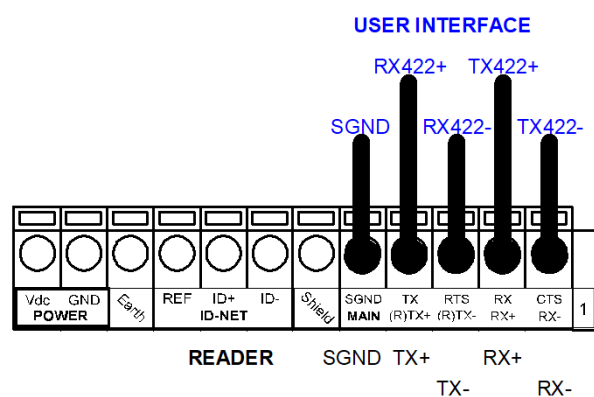 USER INTERFACE
RX422+ TX422+
SGND RX422- TX422-
Vdc GND Earth REF ID+ ID- Shield SGND TX RTS RX CTS
POWER ID-NET MAIN (R)TX+ (R)TX- RX+ RX- 1
READER SGND TX+ RX+
TX- RX-